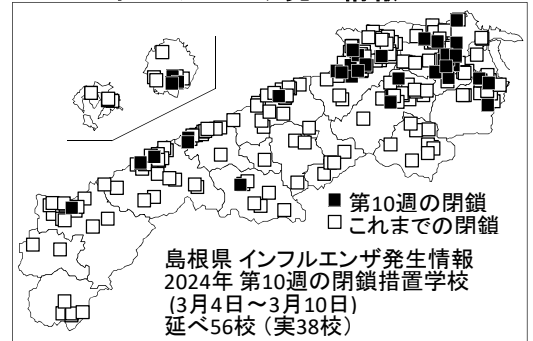 ■ 第10週の閉鎖
□ これまでの閉鎖
島根県 インフルエンザ発生情報
2024年 第10週の閉鎖措置学校
(3月4日～3月10日)
延べ56校 (実38校)